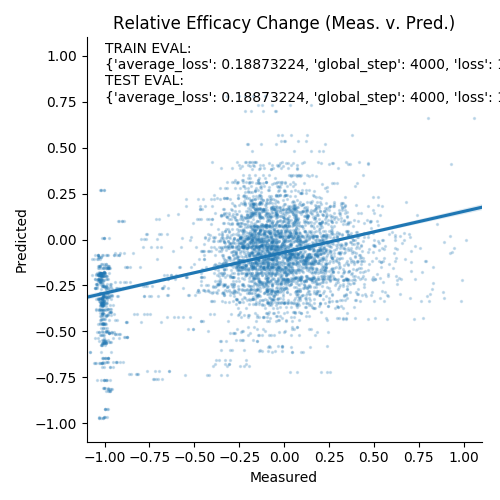 Relative Efficacy Change (Meas. v. Pred.)
TRAIN EVAL:
{'average_loss': 0.18873224, 'global_step': 4000, 'loss':
TEST EVAL:
{'average_loss': 0.18873224, 'global_step': 4000, 'loss':
1.00
0.75
0.50
0.25
0.00
−0.25
−0.50
−0.75
−1.00
Predicted
−1.00 −0.75 −0.50 −0.25 0.00 0.25 0.50 0.75 1.00
Measured